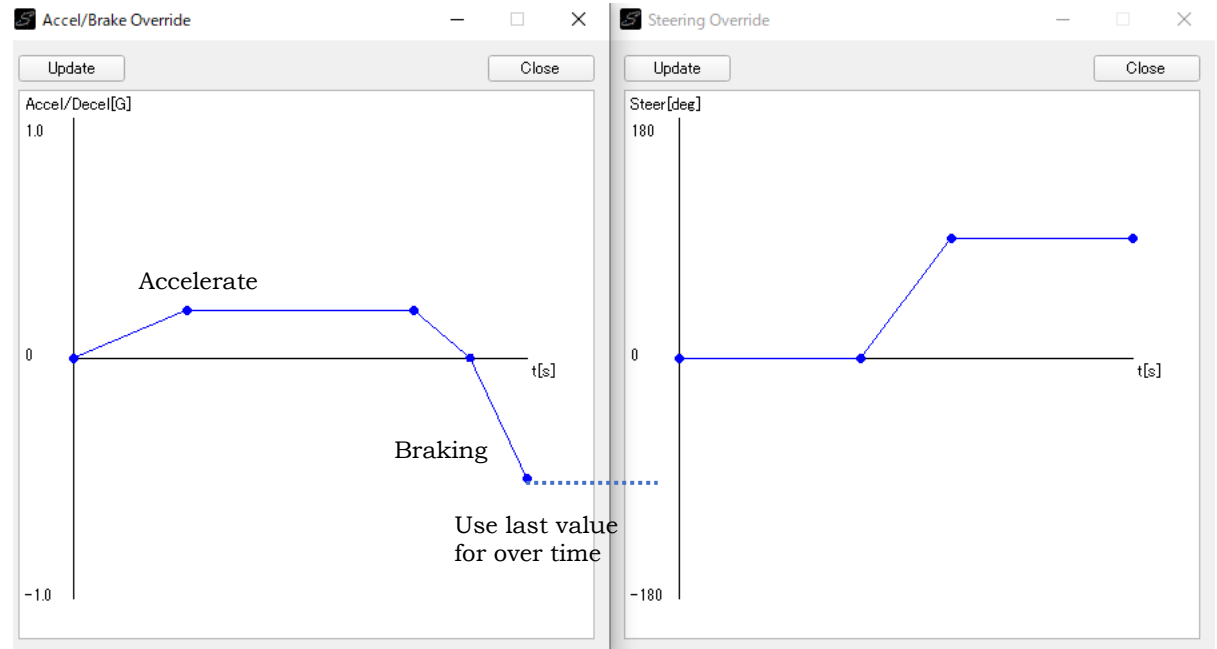 Accel/Brake Override
Update
Close
Accel/Decel[G]
1.0
Accelerate
0
t[s]
Braking
Use last value
for over time
-1.0
Steering Override
Update
Close
Steer[deg]
180
0
t[s]
-180